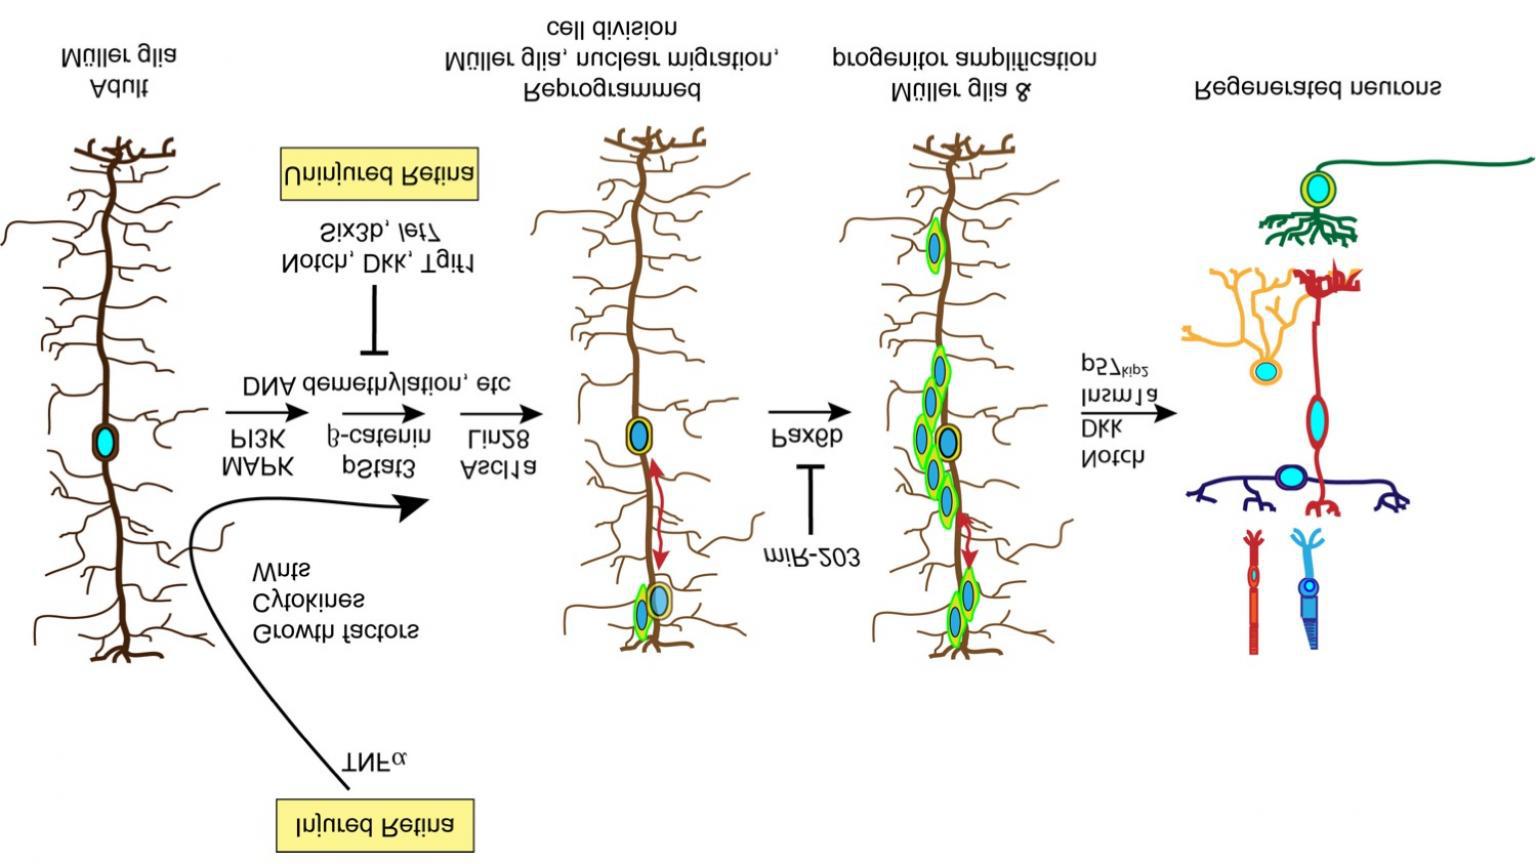 Injured Retina
TNFα
Growth factors
Cytokines
Wnts
MAPK
PI3K
pStat3
β-catenin
Ascl1a
Lin28
DNA demethylation, etc
Notch, Dkk, Tgif1
Six3b, let7
Uninjured Retina
miR-203
Pax6b
Notch
Dkk
Insm1a
p57kip2
Adult
Müller glia
Reprogrammed
Müller glia, nuclear migration,
cell division
Müller glia &
progenitor amplification
Regenerated neurons